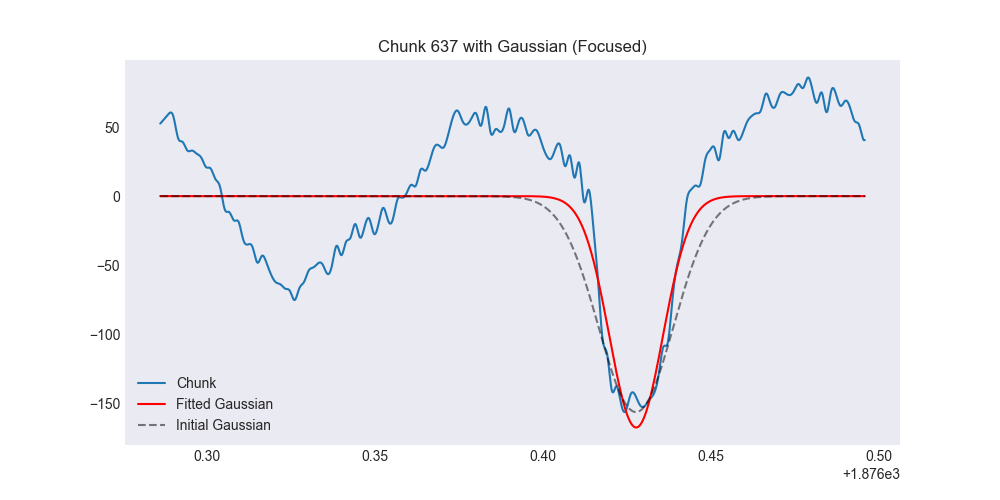 Chunk 637 with Gaussian (Focused)
50
0
−50
−100
−150
Chunk
Fitted Gaussian
Initial Gaussian
0.30 0.35 0.40 0.45 0.50
+1.876e3